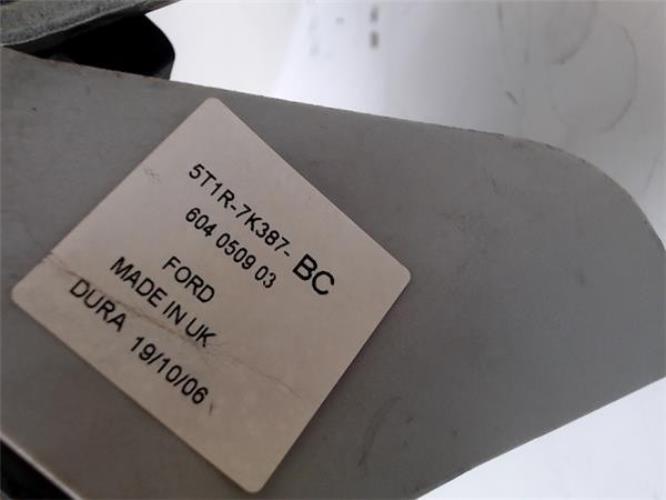 5T1R-7K387-BC
604 0509 03
FORD
MADE IN UK
DURA 19/10/06